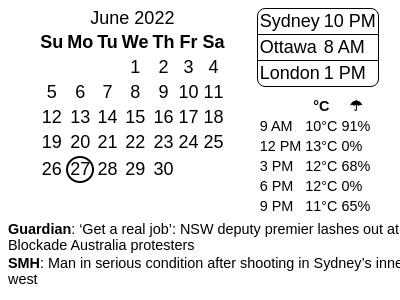 June 2022
Su Mo Tu We Th Fr Sa
1 2 3 4
5 6 7 8 9 10 11
12 13 14 15 16 17 18
19 20 21 22 23 24 25
26 27 28 29 30
Sydney 10 PM
Ottawa 8 AM
London 1 PM
°C ☂
9 AM 10°C 91%
12 PM 13°C 0%
3 PM 12°C 68%
6 PM 12°C 0%
9 PM 11°C 65%
Guardian: ‘Get a real job’: NSW deputy premier lashes out at
Blockade Australia protesters
SMH: Man in serious condition after shooting in Sydney’s inne
west